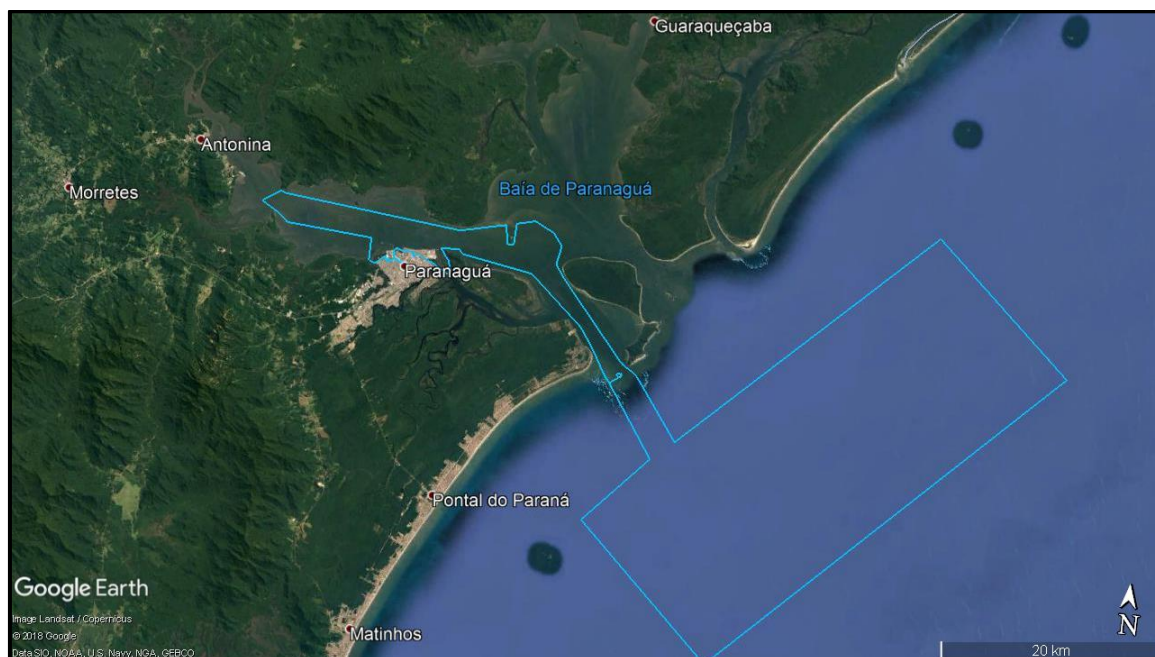 Guaraqueçaba
Antonina
Baía de Paranaguá
Morretes
Paranaguá
Pontal do Paraná
Google Earth
Image Landsat / Copernicus
© 2018 Google
Matinhos
Data SIO, NOAA, U.S. Navy, NGA, GEBCO
N
20 km